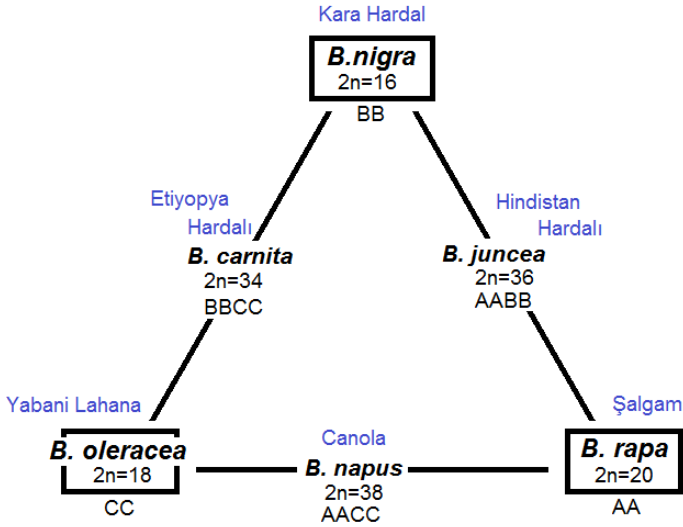 Kara Hardal
B.nigra
2n=16
BB
Etiyopya
Hardalı
B. carnita
2n=34
BBCC
Hindistan
Hardalı
B. juncea
2n=36
AABB
Yabani Lahana
B. oleracea
2n=18
CC
Canola
B. napus
2n=38
AACC
Şalgam
B. rapa
2n=20
AA